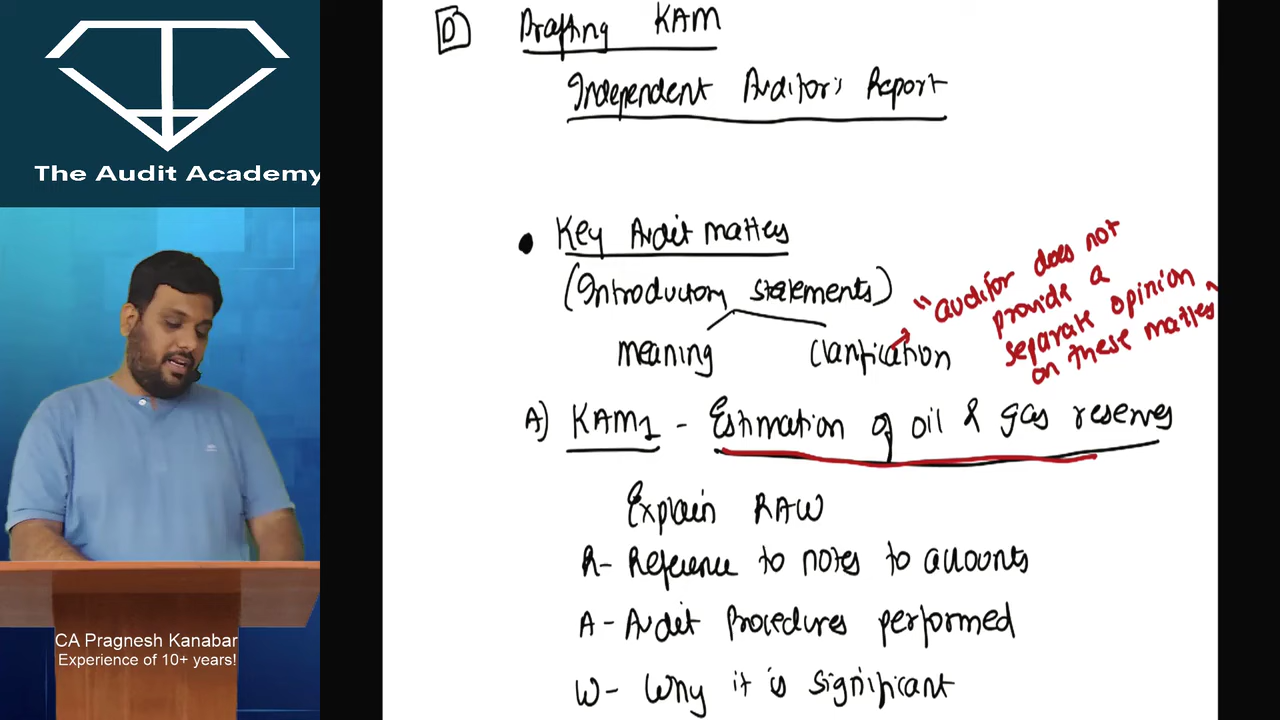 The Audit Academy
CA Pragnesh Kanabar
Experience of 10+ years!
D Drafting KAM
Independent Auditor's Report
Key Audit matters
(Introductory statements)
meaning clarification
"auditor does not
provide a
separate opinion
on these matters"
A) KAM1 - Estimation of oil & gas reserves
Explain RAW
R- Reference to notes to accounts
A- Audit Procedures performed
W- Why it is significant